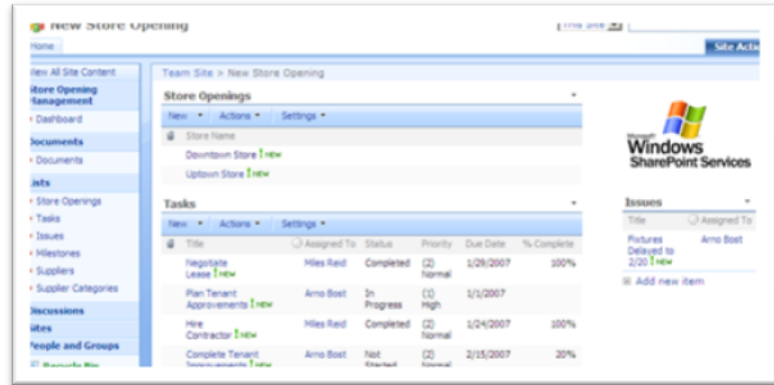 New Store Opening
This Site
Home
Site Actio
View All Site Content
Store Opening
Management
Dashboard
Documents
Documents
Lists
Store Openings
Tasks
Issues
Milestones
Suppliers
Supplier Categories
Discussions
Sites
People and Groups
Recycle Bin
Team Site > New Store Opening
Store Openings
New Actions Settings
Store Name
Downtown Store ! NEW
Uptown Store ! NEW
Tasks
New Actions Settings
Title Assigned To Status Priority Due Date % Complete
Negotiate Miles Reid Completed (2) 1/29/2007 100%
Lease ! NEW Normal
Plan Tenant Arno Bost In (1) 1/1/2007
Approvements ! NEW Progress High
Hire Miles Reid Completed (2) 1/24/2007 100%
Contractor ! NEW Normal
Complete Tenant Arno Bost Not (2) 2/15/2007 20%
Improvements ! NEW Started Normal
Microsoft
Windows
SharePoint Services
Issues
Title Assigned To
Fixtures Arno Bost
Delayed to
2/20 ! NEW
Add new item